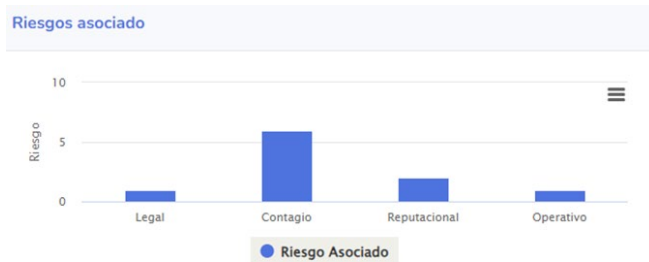 Riesgos asociado
10
5
0
Riesgo
Legal Contagio Reputacional Operativo
Riesgo Asociado